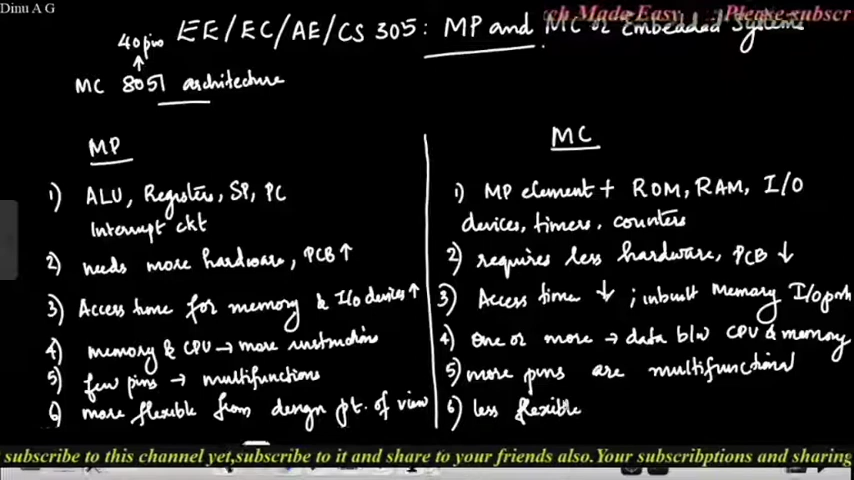 Dinu A G
ch Made Easy
Please subscr
EE/EC/AE/CS 305: MP and MC or Embedded Systems
40 pin
MC 8051 architecture
MP
1) ALU, Registers, SP, PC
Interrupt ckt
2) needs more hardware, PCB ↑
3) Access time for memory & I/o devices ↑
4) memory & CPU → more instructions
5) few pins → multifunctions
6) more flexible from design pt. of view
MC
1) MP element + ROM, RAM, I/O
devices, timers, counters
2) requires less hardware, PCB ↓
3) Access time ↓ ; inbuilt Memory I/o ports
4) One or more → data b/w CPU & memory
5) more pins are multifunctional
6) less flexible
subscribe to this channel yet,subscribe to it and share to your friends also.Your subscribptions and sharing